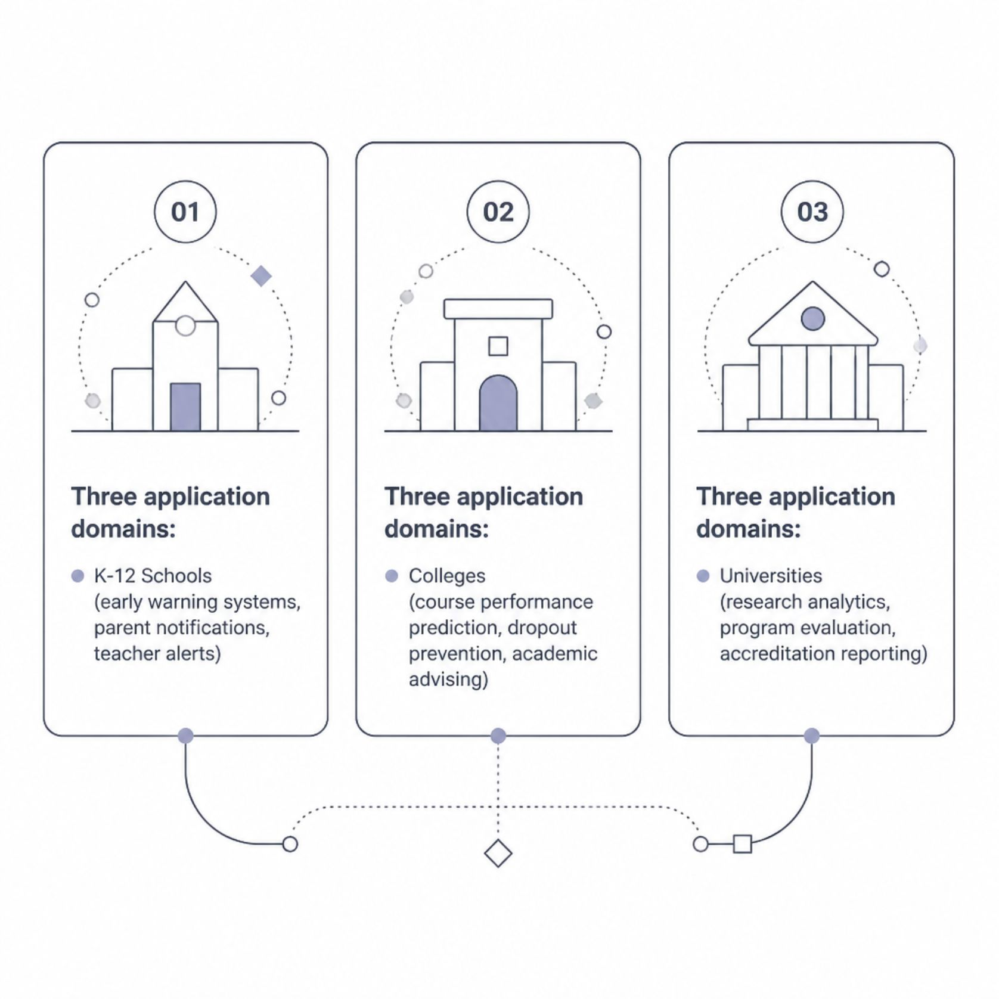 01
Three application
domains:
K-12 Schools
(early warning systems,
parent notifications,
teacher alerts)
02
Three application
domains:
Colleges
(course performance
prediction, dropout
prevention, academic
advising)
03
Three application
domains:
Universities
(research analytics,
program evaluation,
accreditation reporting)